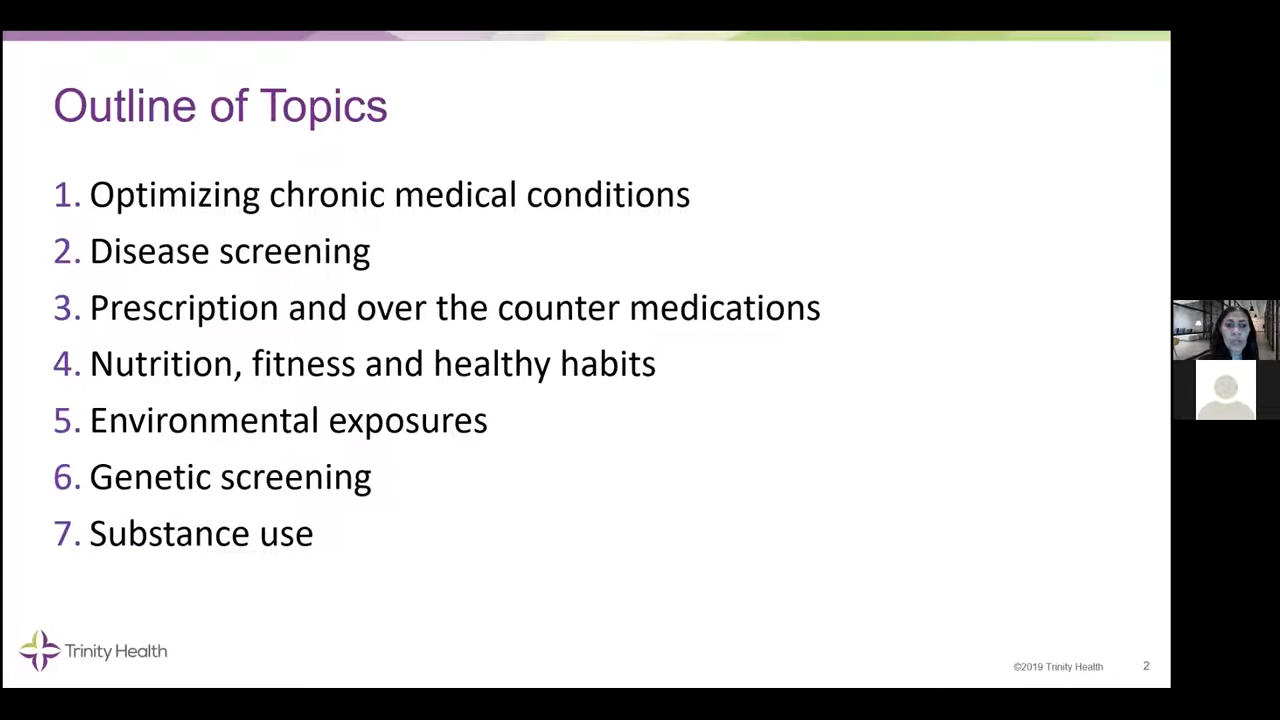 Outline of Topics
1. Optimizing chronic medical conditions
2. Disease screening
3. Prescription and over the counter medications
4. Nutrition, fitness and healthy habits
5. Environmental exposures
6. Genetic screening
7. Substance use
Trinity Health
©2019 Trinity Health
2